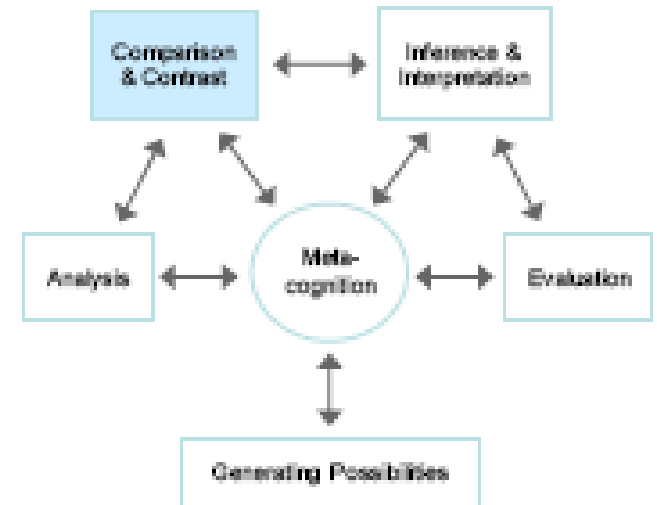 Comparison
& Contrast
Inference &
Interpretation
Analysis
Meta-
cognition
Evaluation
Generating Possibilities